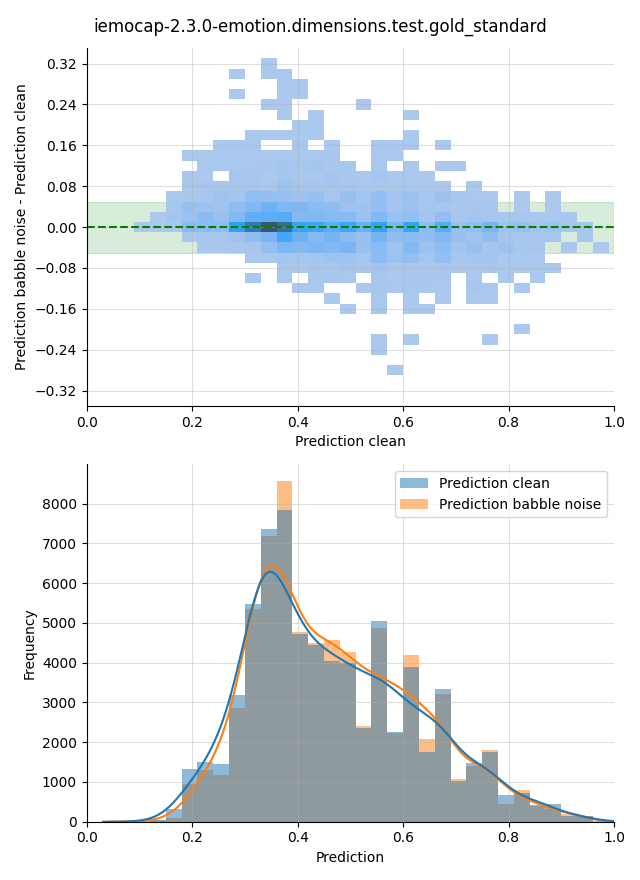 iemocap-2.3.0-emotion.dimensions.test.gold_standard
Prediction babble noise - Prediction clean
0.32
0.24
0.16
0.08
0.00
−0.08
−0.16
−0.24
−0.32
0.0 0.2 0.4 0.6 0.8 1.0
Prediction clean
Prediction clean
Prediction babble noise
Frequency
8000
7000
6000
5000
4000
3000
2000
1000
0
0.0 0.2 0.4 0.6 0.8 1.0
Prediction